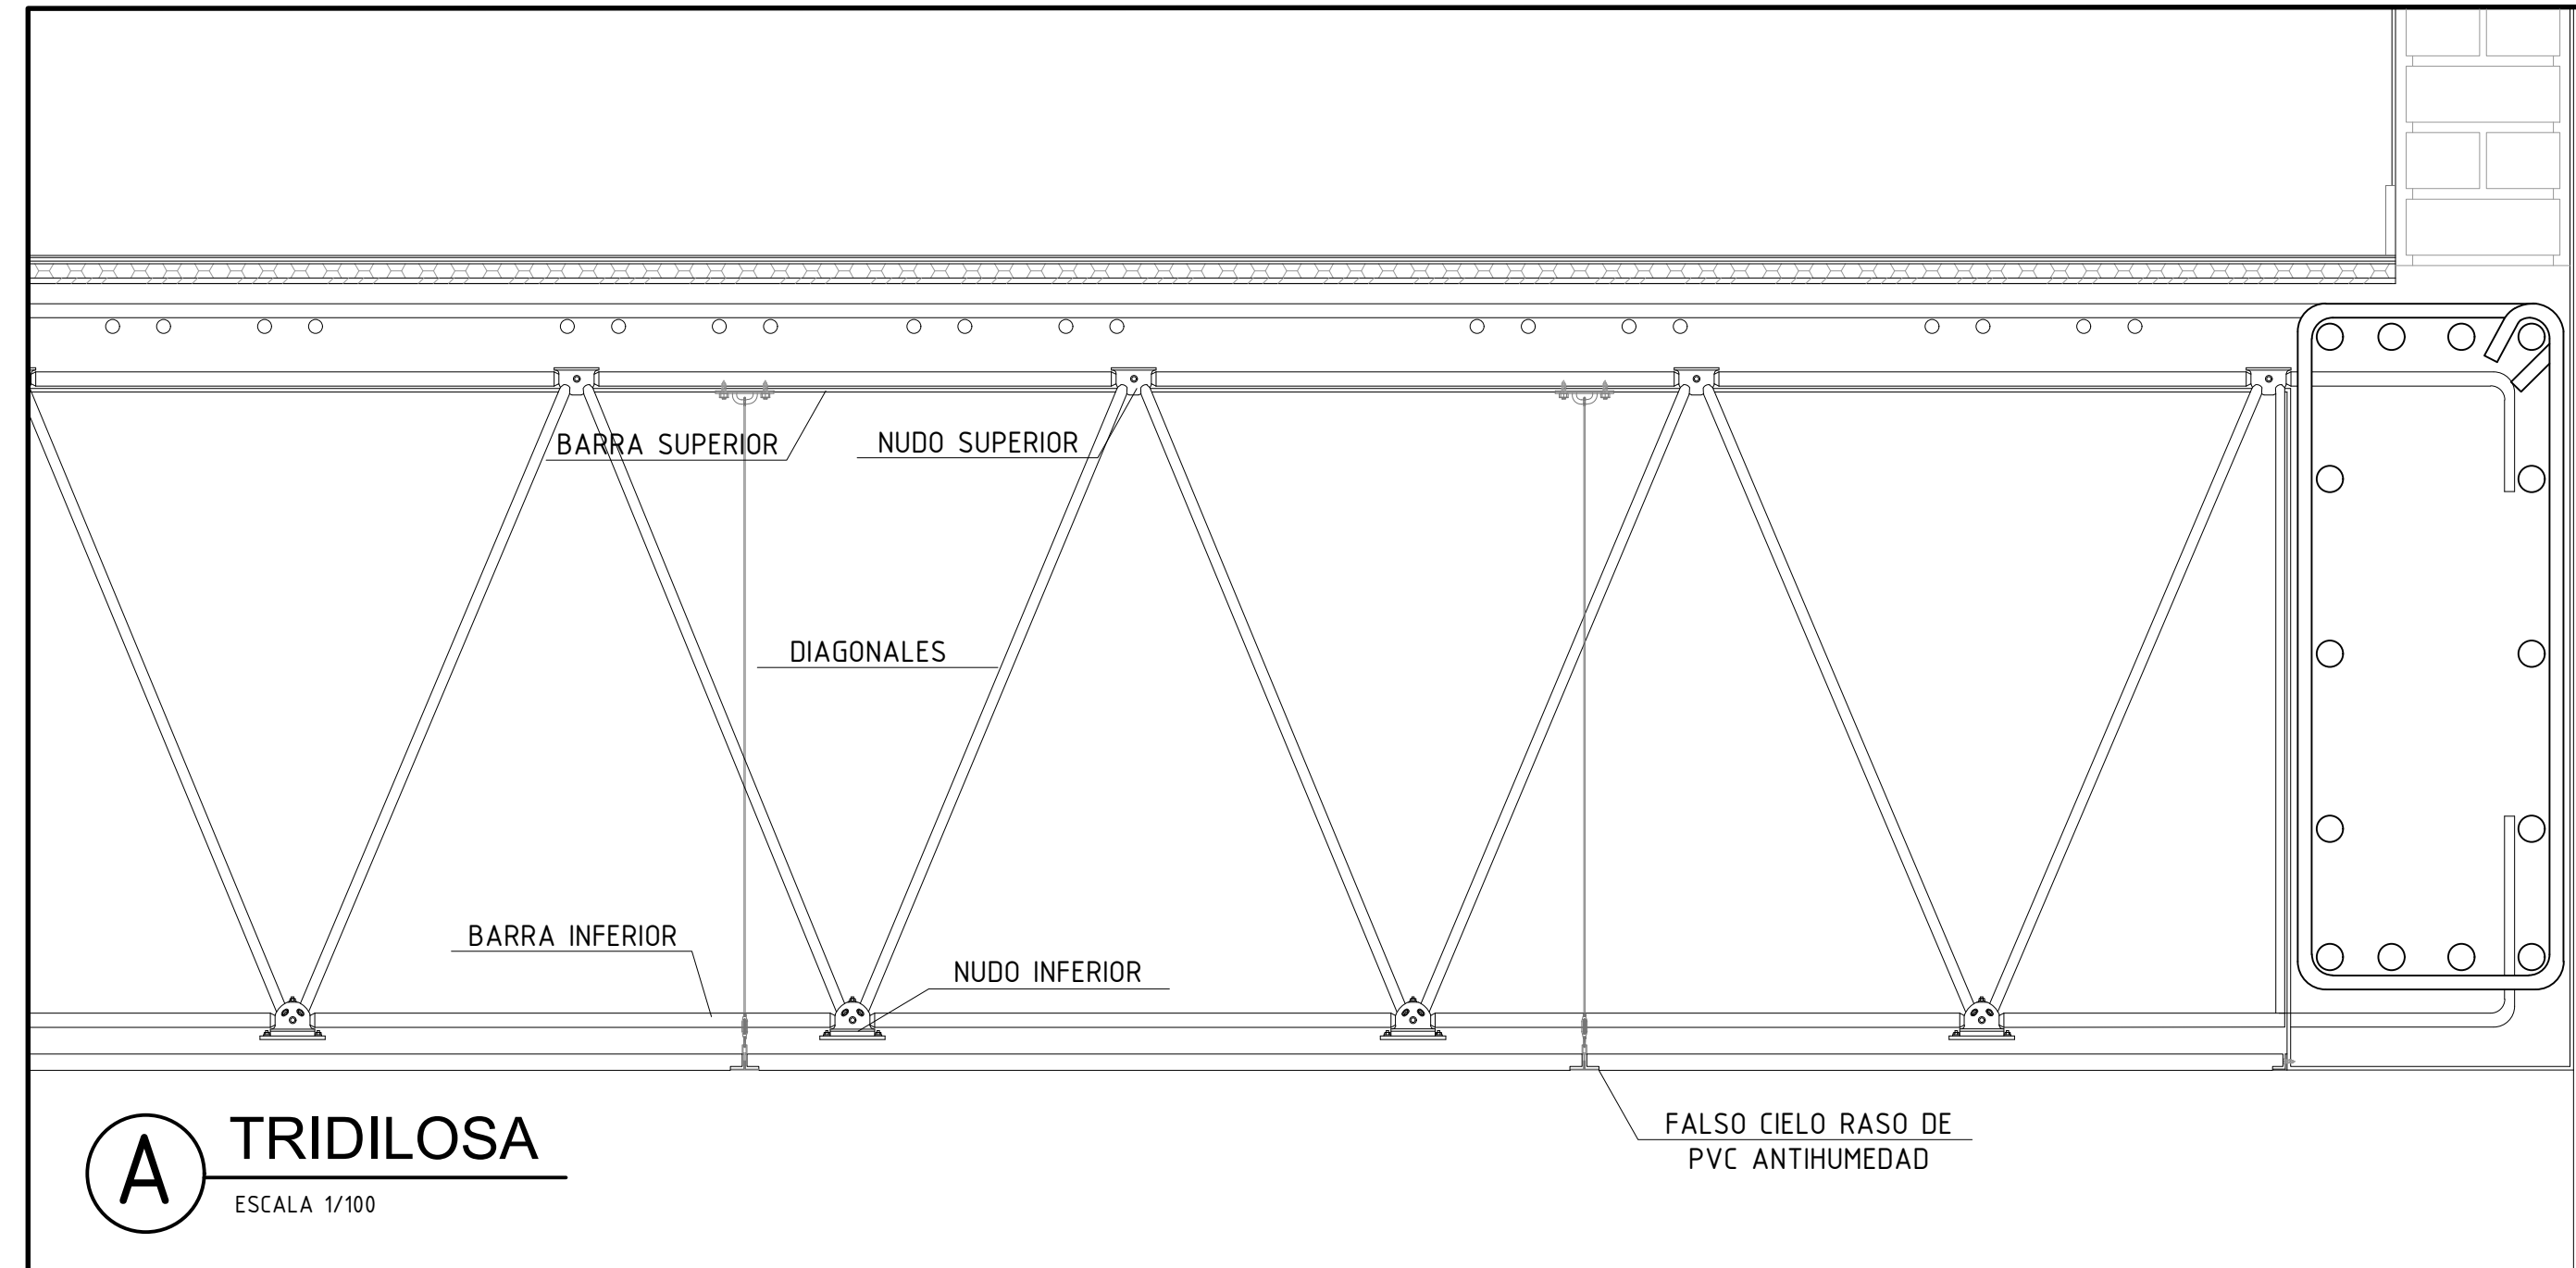 BARRA SUPERIOR
NUDO SUPERIOR
DIAGONALES
BARRA INFERIOR
NUDO INFERIOR
FALSO CIELO RASO DE
PVC ANTIHUMEDAD
A
TRIDILOSA
ESCALA 1/100